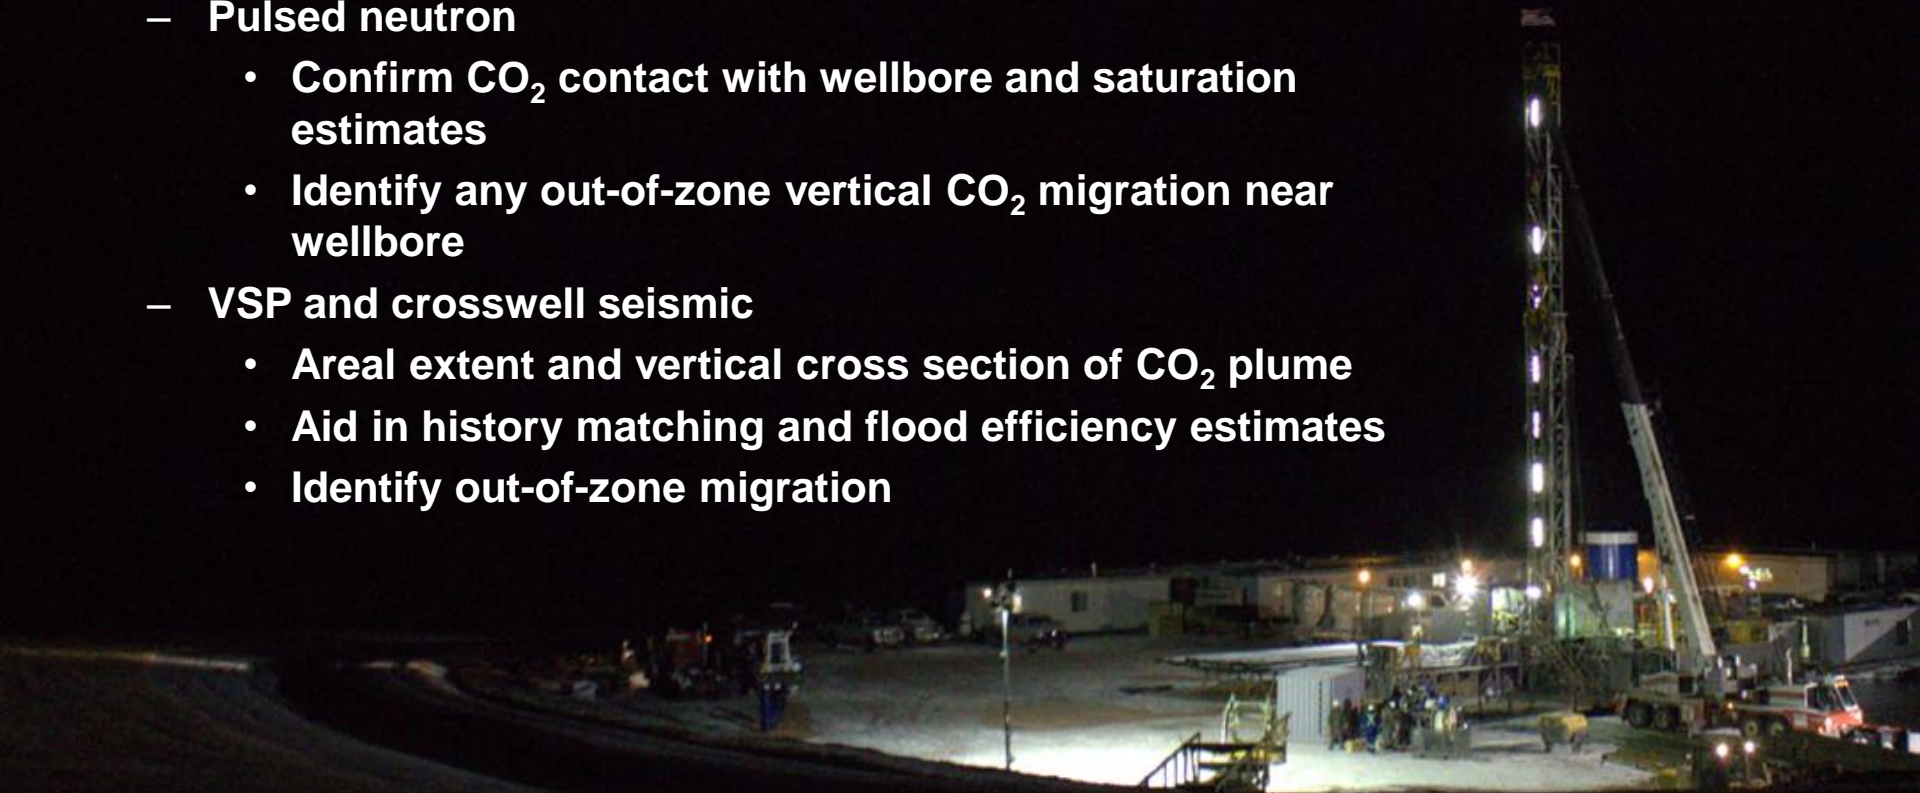 – Pulsed neutron
• Confirm CO₂ contact with wellbore and saturation
estimates
• Identify any out-of-zone vertical CO₂ migration near
wellbore
– VSP and crosswell seismic
• Areal extent and vertical cross section of CO₂ plume
• Aid in history matching and flood efficiency estimates
• Identify out-of-zone migration